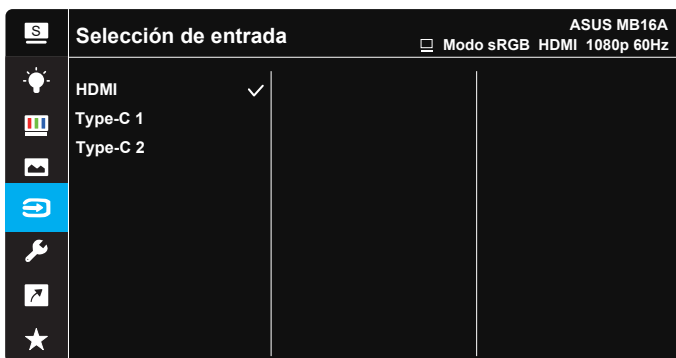 S
Selección de entrada
ASUS MB16A
Modo sRGB HDMI 1080p 60Hz
HDMI
Type-C 1
Type-C 2